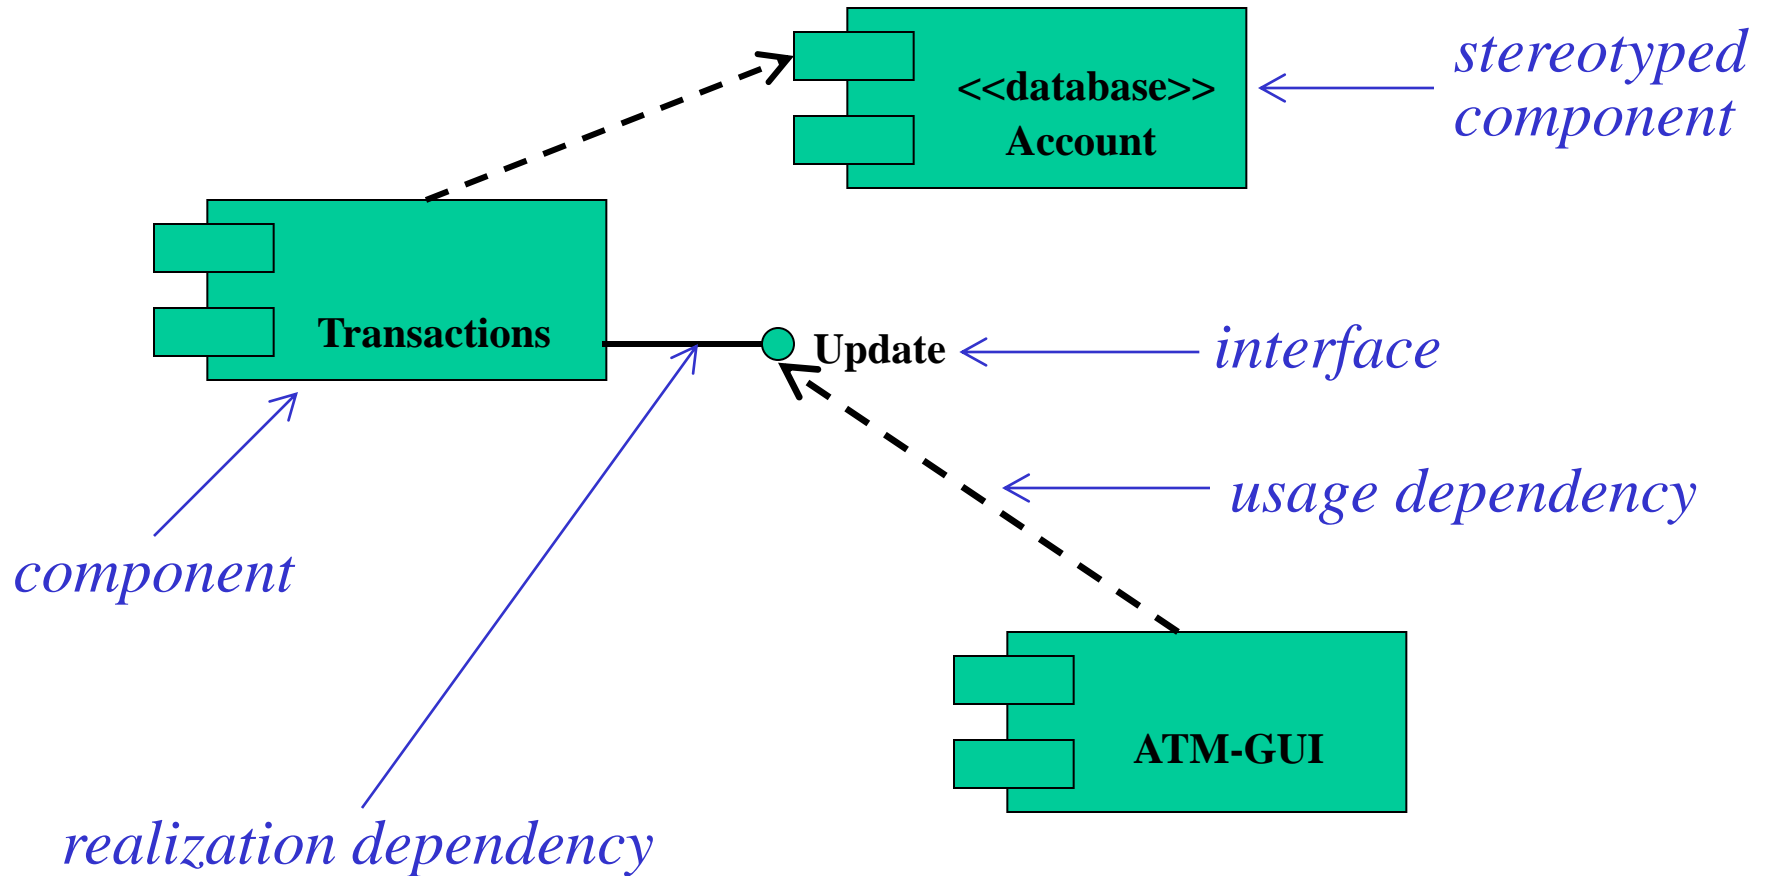 stereotyped
component
<<database>>
Account
Transactions
Update
interface
usage dependency
component
ATM-GUI
realization dependency